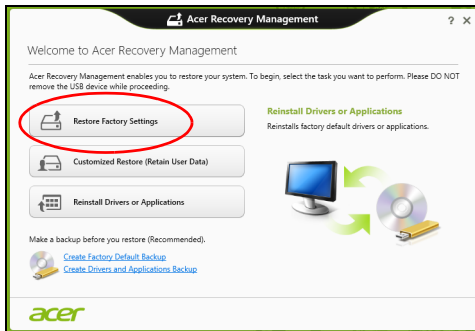 Acer Recovery Management
? ×
Welcome to Acer Recovery Management
Acer Recovery Management enables you to restore your system. To begin, select the task you want to perform. Please DO NOT
remove the USB device while proceeding.
Restore Factory Settings
Customized Restore (Retain User Data)
Reinstall Drivers or Applications
Reinstall Drivers or Applications
Reinstalls factory default drivers or applications.
Make a backup before you restore (Recommended).
Create Factory Default Backup
Create Drivers and Applications Backup
acer